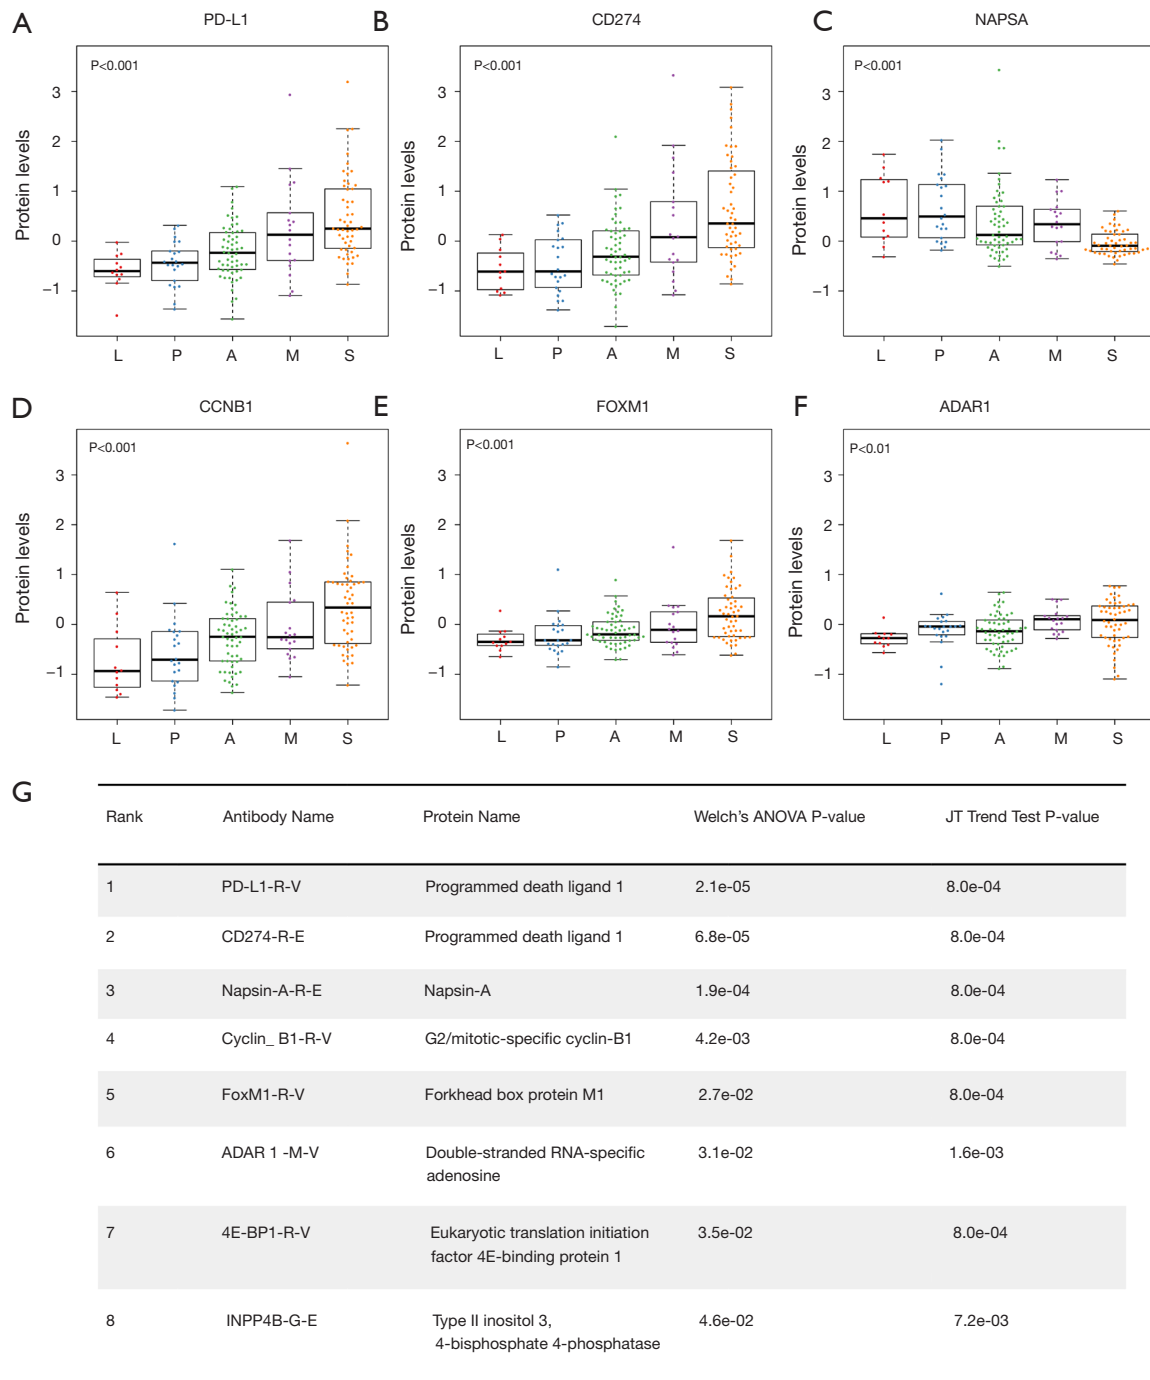 A PD-L1
P<0.001
Protein levels
3
2
1
0
−1
L P A M S
B CD274
P<0.001
Protein levels
3
2
1
0
−1
L P A M S
C NAPSA
P<0.001
Protein levels
3
2
1
0
−1
L P A M S
D CCNB1
P<0.001
Protein levels
3
2
1
0
−1
L P A M S
E FOXM1
P<0.001
Protein levels
3
2
1
0
−1
L P A M S
F ADAR1
P<0.01
Protein levels
3
2
1
0
−1
L P A M S
G
Rank Antibody Name Protein Name Welch's ANOVA P-value JT Trend Test P-value
1 PD-L1-R-V Programmed death ligand 1 2.1e-05 8.0e-04
2 CD274-R-E Programmed death ligand 1 6.8e-05 8.0e-04
3 Napsin-A-R-E Napsin-A 1.9e-04 8.0e-04
4 Cyclin_ B1-R-V G2/mitotic-specific cyclin-B1 4.2e-03 8.0e-04
5 FoxM1-R-V Forkhead box protein M1 2.7e-02 8.0e-04
6 ADAR 1 -M-V Double-stranded RNA-specific 3.1e-02 1.6e-03
adenosine
7 4E-BP1-R-V Eukaryotic translation initiation 3.5e-02 8.0e-04
factor 4E-binding protein 1
8 INPP4B-G-E Type II inositol 3, 4.6e-02 7.2e-03
4-bisphosphate 4-phosphatase